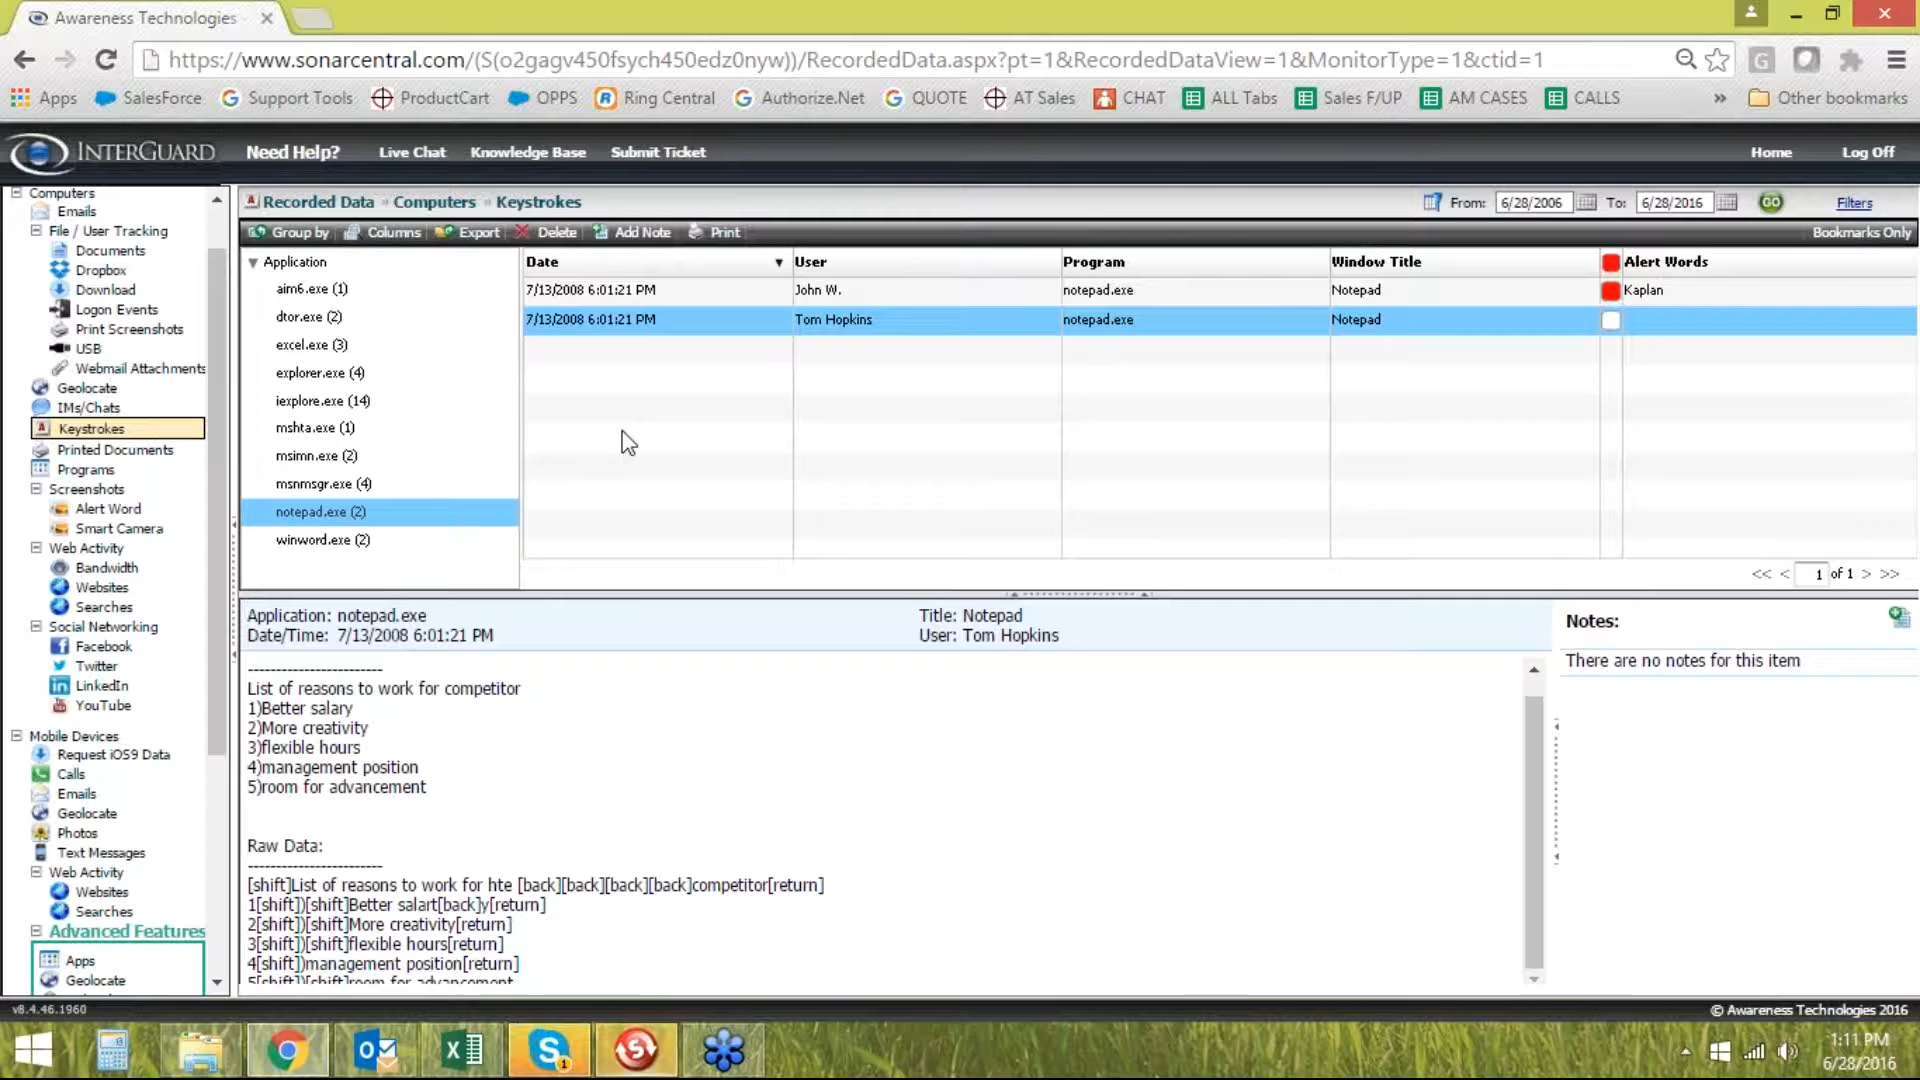 Awareness Technologies
https://www.sonarcentral.com/(S(o2gagv450fsych450edz0nyw))/RecordedData.aspx?pt=1&RecordedDataView=1&MonitorType=1&ctid=1
Apps SalesForce Support Tools ProductCart OPPS Ring Central Authorize.Net QUOTE AT Sales CHAT ALL Tabs Sales F/UP AM CASES CALLS » Other bookmarks
INTERGUARD Need Help? Live Chat Knowledge Base Submit Ticket Home Log Off
Computers
Emails
File / User Tracking
Documents
Dropbox
Download
Logon Events
Print Screenshots
USB
Webmail Attachments
Geolocate
IMs/Chats
Keystrokes
Printed Documents
Programs
Screenshots
Alert Word
Smart Camera
Web Activity
Bandwidth
Websites
Searches
Social Networking
Facebook
Twitter
LinkedIn
YouTube
Mobile Devices
Request iOS9 Data
Calls
Emails
Geolocate
Photos
Text Messages
Web Activity
Websites
Searches
Advanced Features
Apps
Geolocate
Recorded Data » Computers » Keystrokes From: 6/28/2006 To: 6/28/2016 GO Filters
Group by Columns Export Delete Add Note Print Bookmarks Only
Application
aim6.exe (1)
dtor.exe (2)
excel.exe (3)
explorer.exe (4)
iexplore.exe (14)
mshta.exe (1)
msimn.exe (2)
msnmsgr.exe (4)
notepad.exe (2)
winword.exe (2)
Date User Program Window Title Alert Words
7/13/2008 6:01:21 PM John W. notepad.exe Notepad Kaplan
7/13/2008 6:01:21 PM Tom Hopkins notepad.exe Notepad
<< < 1 of 1 > >>
Application: notepad.exe Title: Notepad
Date/Time: 7/13/2008 6:01:21 PM User: Tom Hopkins
------------------------
List of reasons to work for competitor
1)Better salary
2)More creativity
3)flexible hours
4)management position
5)room for advancement
Raw Data:
------------------------
[shift]List of reasons to work for hte [back][back][back][back]competitor[return]
1[shift])[shift]Better salart[back]y[return]
2[shift])[shift]More creativity[return]
3[shift])[shift]flexible hours[return]
4[shift])management position[return]
5[shift])[shift]room for advancement
Notes:
There are no notes for this item
v8.4.46.1960
© Awareness Technologies 2016
1:11 PM
6/28/2016